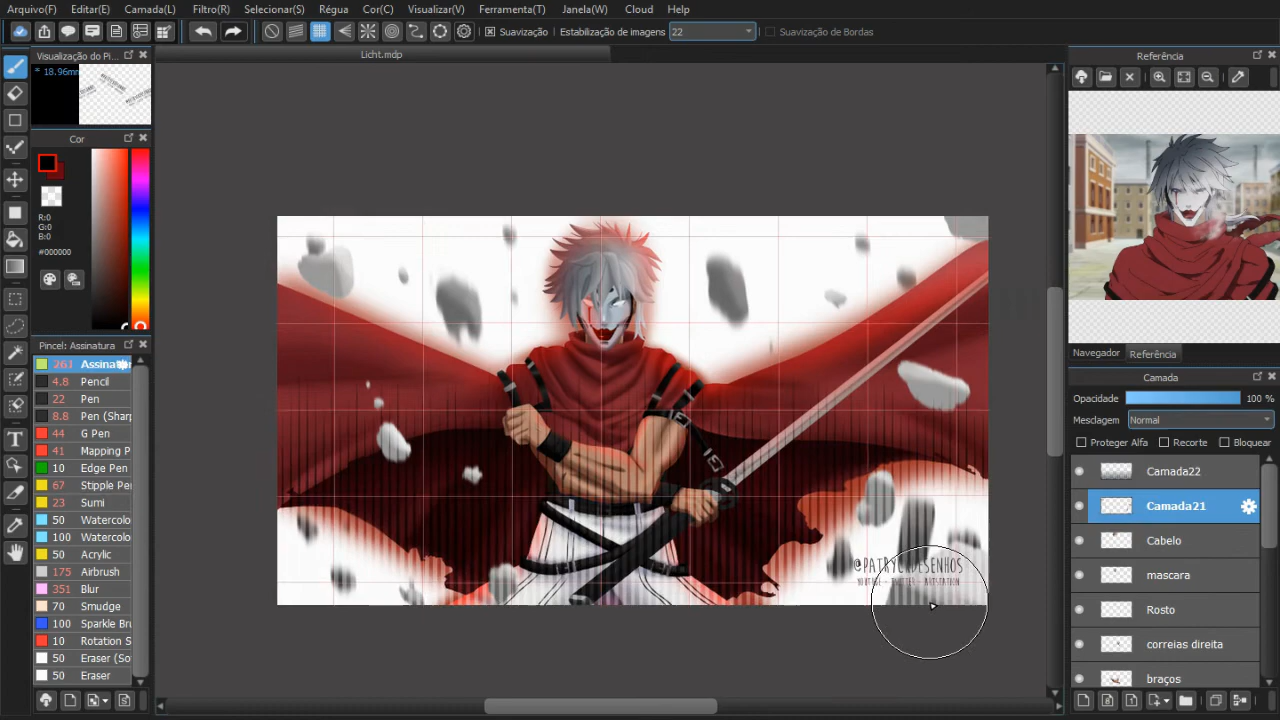 Arquivo(F) Editar(E) Camada(L) Filtro(R) Selecionar(S) Régua Cor(C) Visualizar(V) Ferramenta(T) Janela(W) Cloud Help
Suavização Estabilização de imagens 22 Suavização de Bordas
Licht.mdp
Visualização do Pi...
* 18.96mm
Cor
R:0
G:0
B:0
#000000
Pincel: Assinatura
261 Assinatur
4.8 Pencil
22 Pen
8.8 Pen (Sharp
44 G Pen
41 Mapping P
10 Edge Pen
67 Stipple Pen
23 Sumi
50 Watercolo
100 Watercolo
50 Acrylic
175 Airbrush
351 Blur
70 Smudge
100 Sparkle Bru
10 Rotation S
50 Eraser (So
50 Eraser
Referência
Navegador Referência
Camada
Opacidade 100 %
Mesdagem Normal
Proteger Alfa Recorte Bloquear
Camada22
Camada21
Cabelo
mascara
Rosto
correias direita
braços